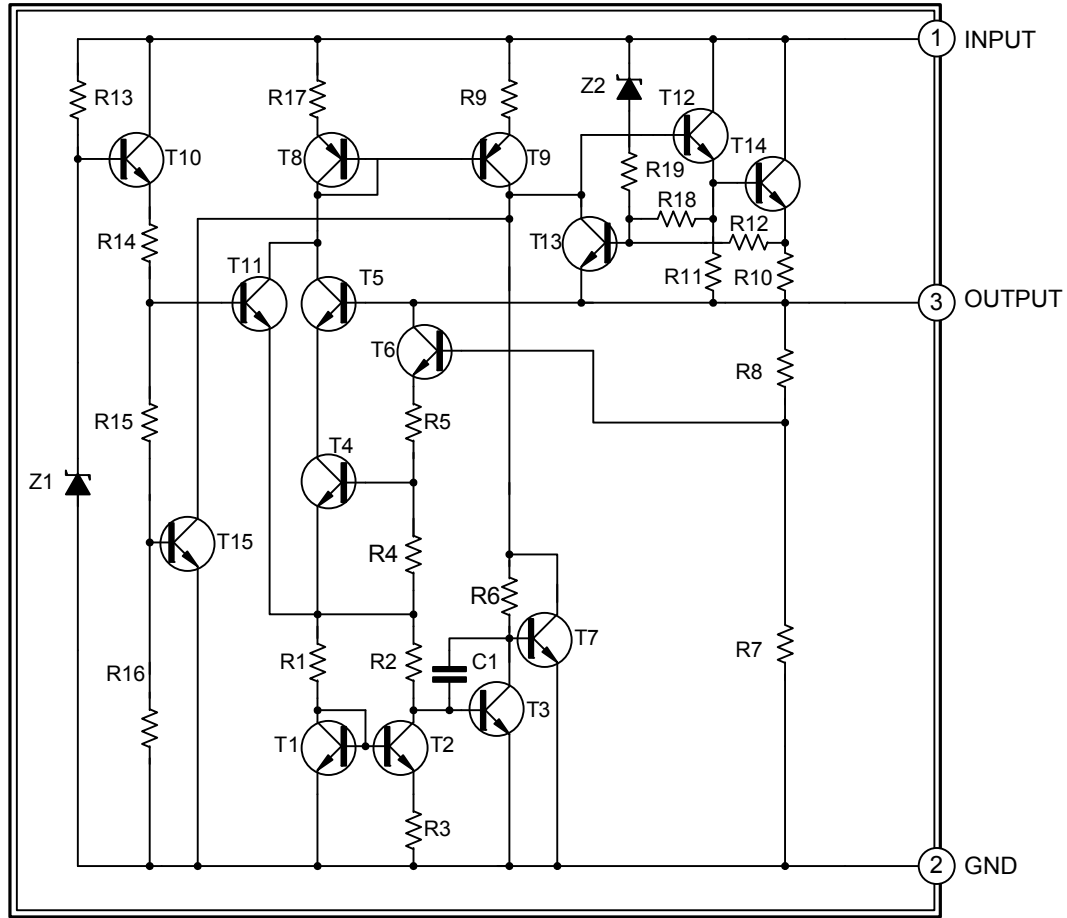 1 INPUT
R13
R17
R9
Z2
T12
T10
T8
T9
T14
R19
R18
R12
R14
T13
T11
T5
R11
R10
3 OUTPUT
T6
R8
R15
R5
T4
Z1
T15
R4
R6
T7
R7
R1
R2
C1
R16
T3
T1
T2
R3
2 GND